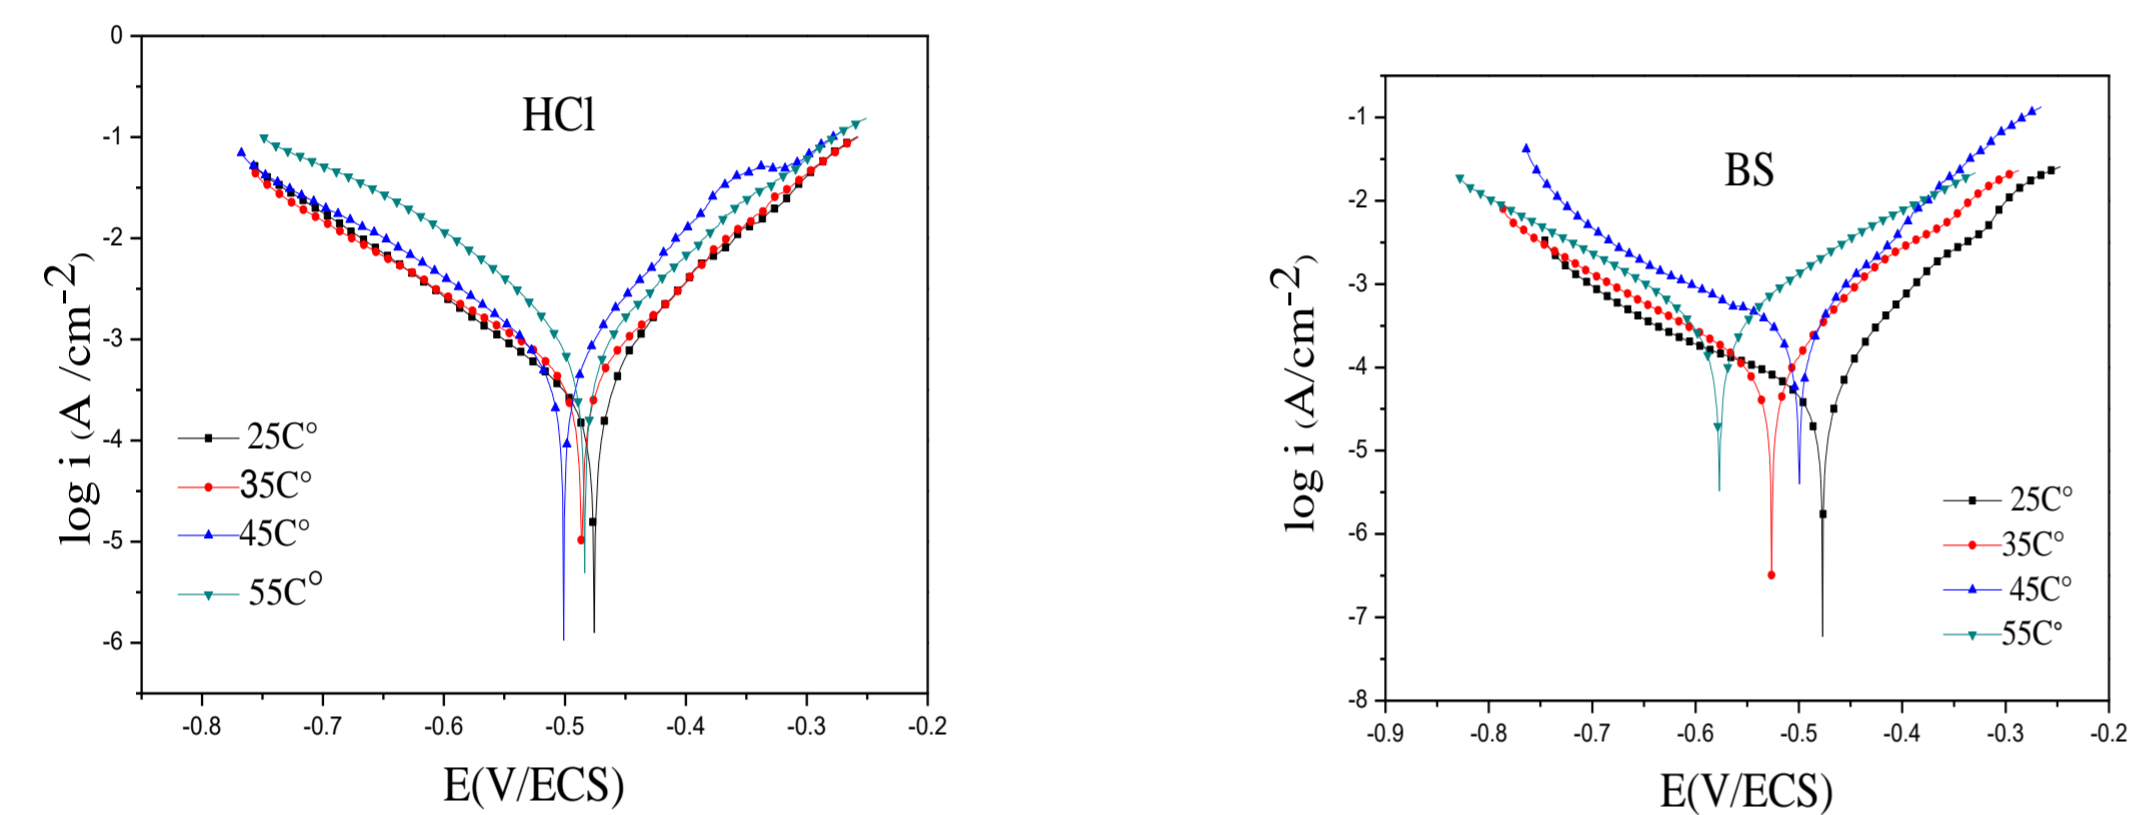 HCl
0
-1
-2
-3
-4
-5
-6
log i (A /cm-2)
25C°
35C°
45C°
55C°
-0.8 -0.7 -0.6 -0.5 -0.4 -0.3 -0.2
E(V/ECS)
BS
-1
-2
-3
-4
-5
-6
-7
-8
log i (A/cm-2)
25C°
35C°
45C°
55C°
-0.9 -0.8 -0.7 -0.6 -0.5 -0.4 -0.3 -0.2
E(V/ECS)